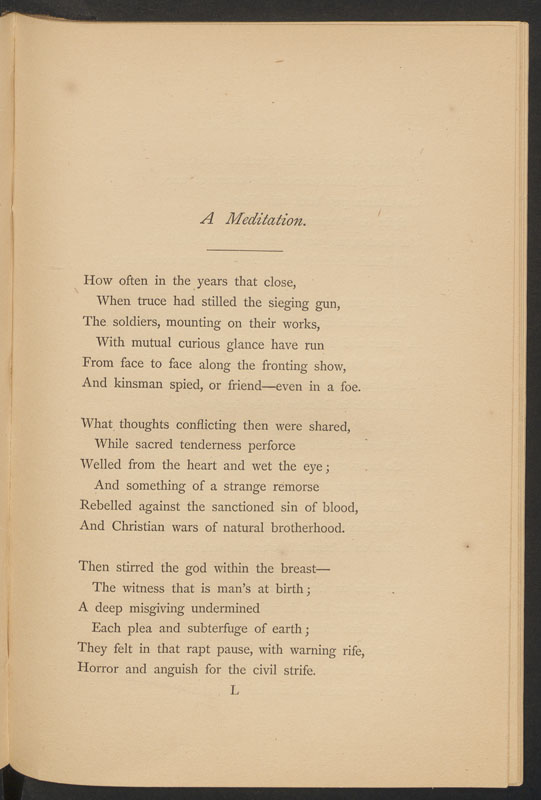 A Meditation.
How often in the years that close,
When truce had stilled the sieging gun,
The soldiers, mounting on their works,
With mutual curious glance have run
From face to face along the fronting show,
And kinsman spied, or friend—even in a foe.
What thoughts conflicting then were shared,
While sacred tenderness perforce
Welled from the heart and wet the eye;
And something of a strange remorse
Rebelled against the sanctioned sin of blood,
And Christian wars of natural brotherhood.
Then stirred the god within the breast—
The witness that is man's at birth;
A deep misgiving undermined
Each plea and subterfuge of earth;
They felt in that rapt pause, with warning rife,
Horror and anguish for the civil strife.
L